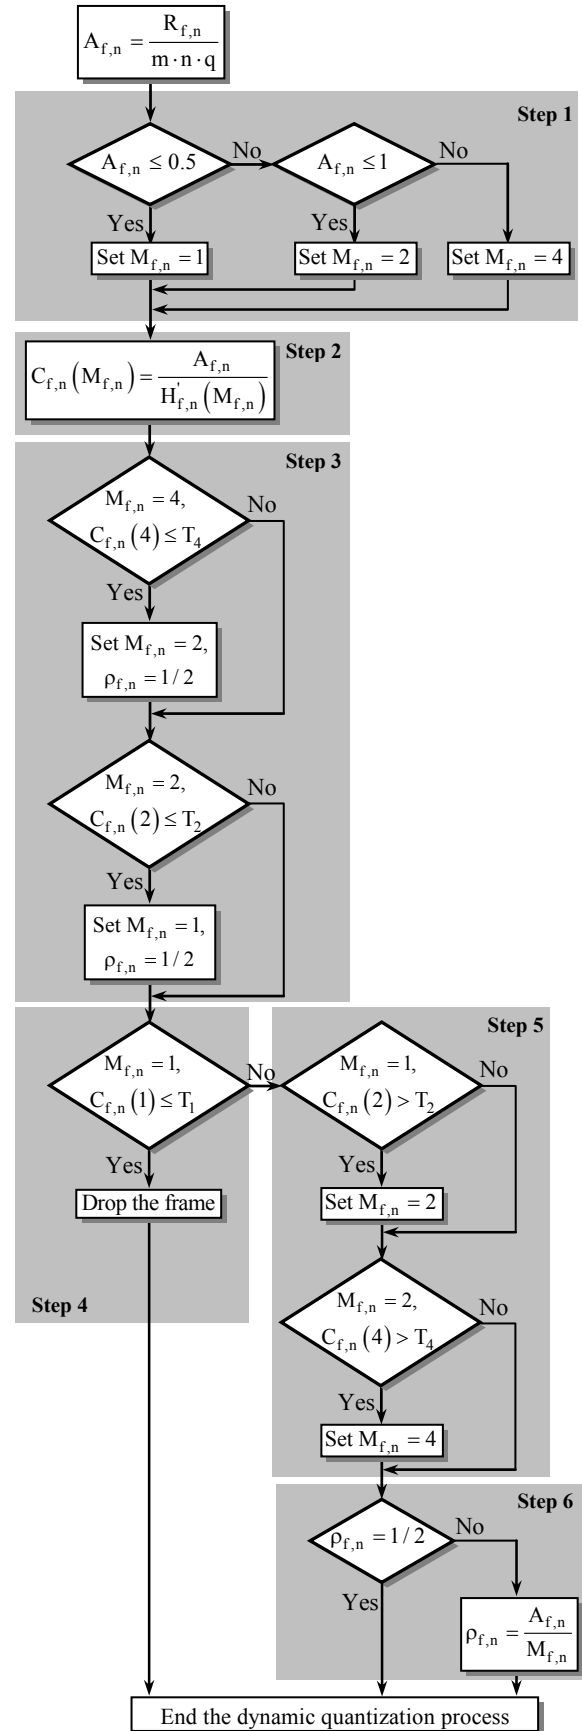 A_{f,n} = R_{f,n} / (m · n · q)
Step 1
A_{f,n} ≤ 0.5
No
A_{f,n} ≤ 1
No
Yes
Yes
Set M_{f,n} = 1
Set M_{f,n} = 2
Set M_{f,n} = 4
Step 2
C_{f,n}(M_{f,n}) = A_{f,n} / H'_{f,n}(M_{f,n})
Step 3
M_{f,n} = 4,
No
C_{f,n}(4) ≤ T_4
Yes
Set M_{f,n} = 2,
ρ_{f,n} = 1/2
M_{f,n} = 2,
No
C_{f,n}(2) ≤ T_2
Yes
Set M_{f,n} = 1,
ρ_{f,n} = 1/2
Step 5
M_{f,n} = 1,
C_{f,n}(1) ≤ T_1
No
M_{f,n} = 1,
C_{f,n}(2) > T_2
No
Yes
Yes
Drop the frame
Set M_{f,n} = 2
Step 4
M_{f,n} = 2,
C_{f,n}(4) > T_4
No
Yes
Set M_{f,n} = 4
Step 6
ρ_{f,n} = 1/2
No
Yes
ρ_{f,n} = A_{f,n} / M_{f,n}
End the dynamic quantization process